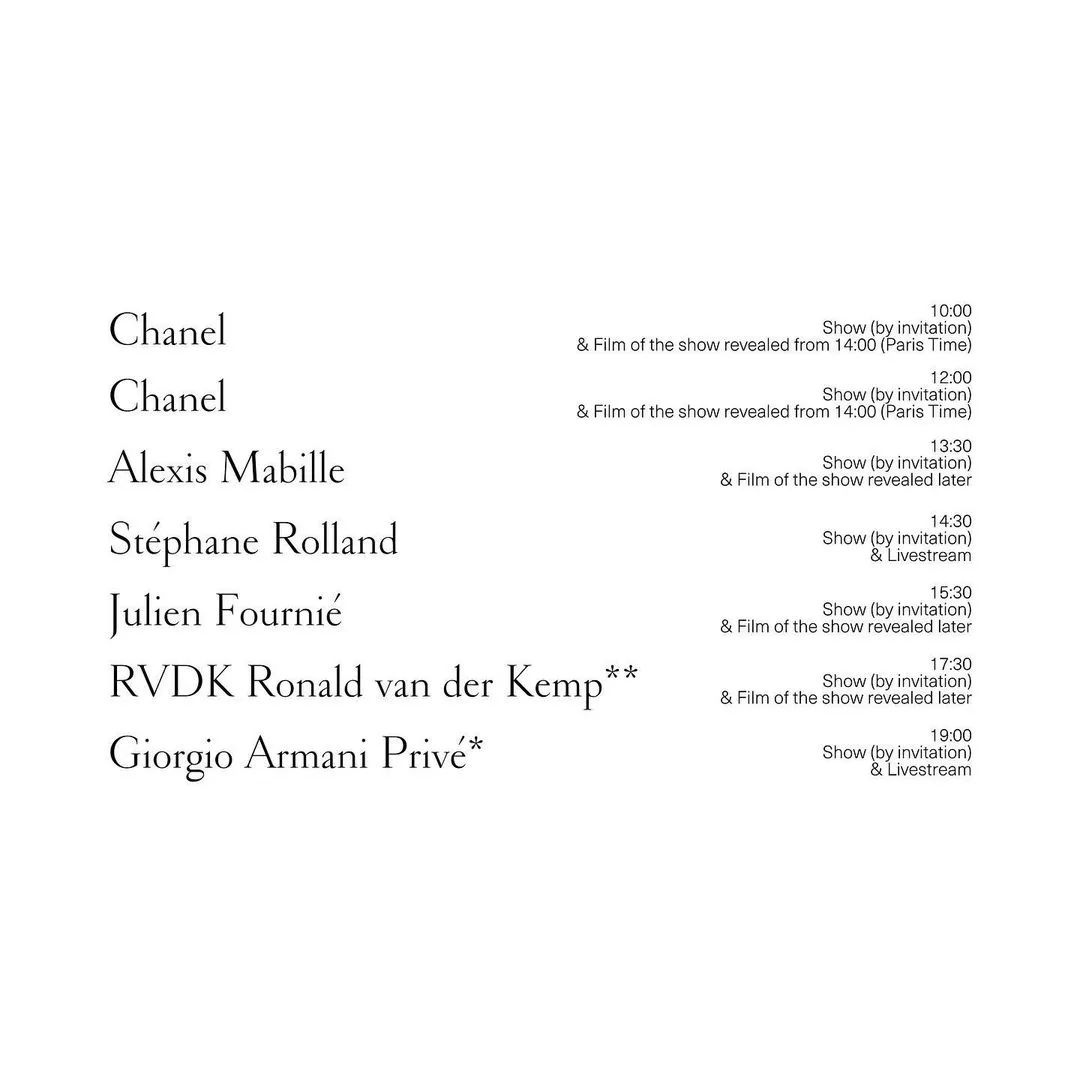 Chanel
10:00
Show (by invitation)
& Film of the show revealed from 14:00 (Paris Time)
Chanel
12:00
Show (by invitation)
& Film of the show revealed from 14:00 (Paris Time)
Alexis Mabille
13:30
Show (by invitation)
& Film of the show revealed later
Stéphane Rolland
14:30
Show (by invitation)
& Livestream
Julien Fournié
15:30
Show (by invitation)
& Film of the show revealed later
RVDK Ronald van der Kemp**
17:30
Show (by invitation)
& Film of the show revealed later
Giorgio Armani Privé*
19:00
Show (by invitation)
& Livestream